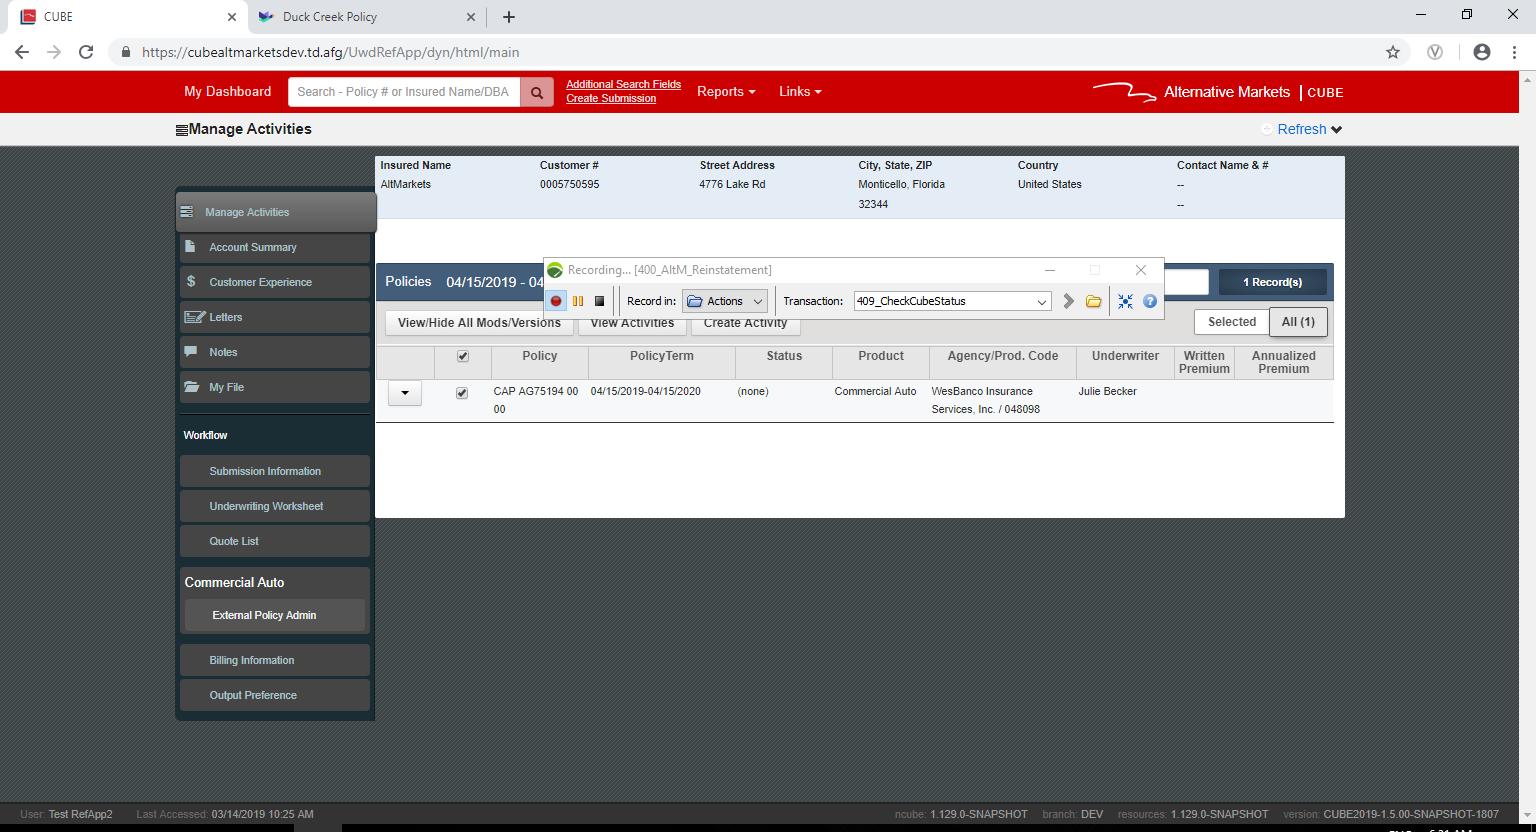 CUBE
Duck Creek Policy
https://cubealtmarketsdev.td.afg/UwdRefApp/dyn/html/main
My Dashboard
Search - Policy # or Insured Name/DBA
Additional Search Fields
Create Submission
Reports
Links
Alternative Markets | CUBE
Manage Activities
Refresh
Insured Name Customer # Street Address City, State, ZIP Country Contact Name & #
AltMarkets 0005750595 4776 Lake Rd Monticello, Florida United States --
32344 --
Manage Activities
Account Summary
Customer Experience
Letters
Notes
My File
Workflow
Submission Information
Underwriting Worksheet
Quote List
Commercial Auto
External Policy Admin
Billing Information
Output Preference
Recording... [400_AltM_Reinstatement]
Record in: Actions Transaction: 409_CheckCubeStatus
Policies 04/15/2019 - 04
1 Record(s)
View/Hide All Mods/Versions View Activities Create Activity
Selected All (1)
Policy PolicyTerm Status Product Agency/Prod. Code Underwriter Written Premium Annualized Premium
CAP AG75194 00 04/15/2019-04/15/2020 (none) Commercial Auto WesBanco Insurance Julie Becker
00 Services, Inc. / 048098
User: Test RefApp2 Last Accessed: 03/14/2019 10:25 AM ncube: 1.129.0-SNAPSHOT branch: DEV resources: 1.129.0-SNAPSHOT version: CUBE2019-1.5.00-SNAPSHOT-1807